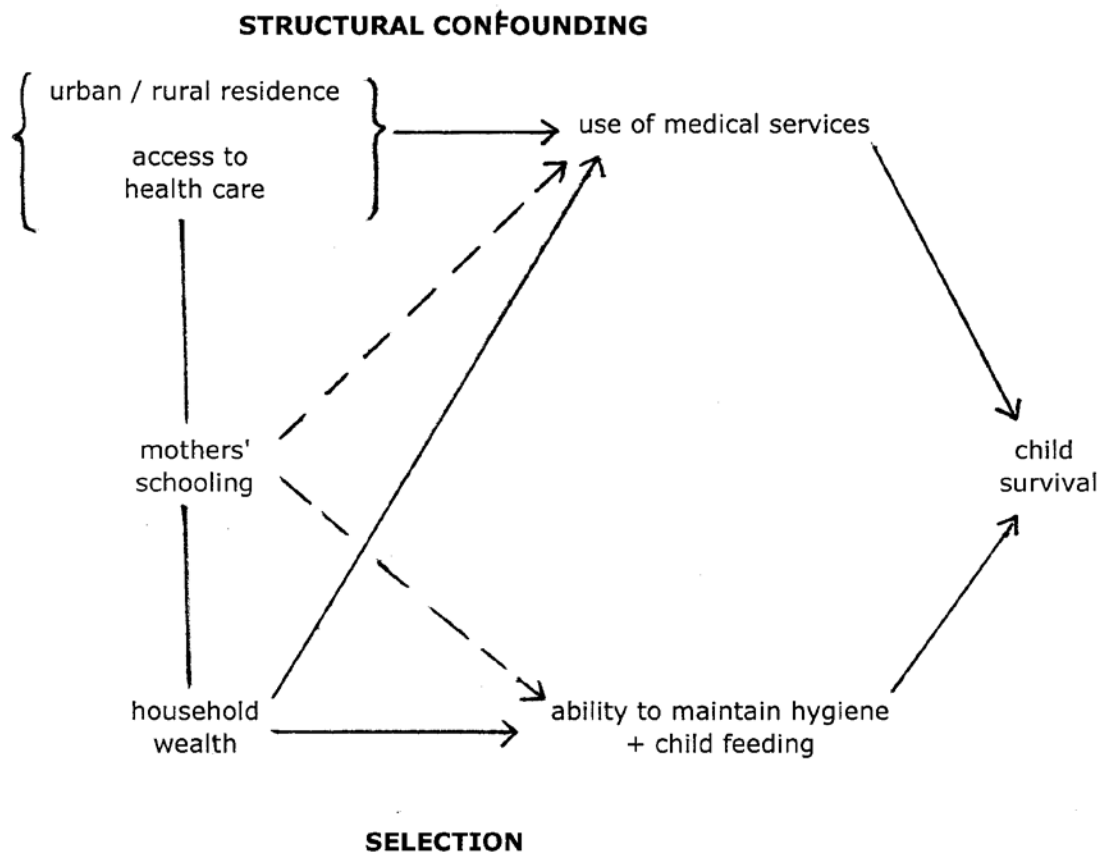 STRUCTURAL CONFOUNDING
urban / rural residence
access to
health care
use of medical services
mothers'
schooling
child
survival
household
wealth
ability to maintain hygiene
+ child feeding
SELECTION